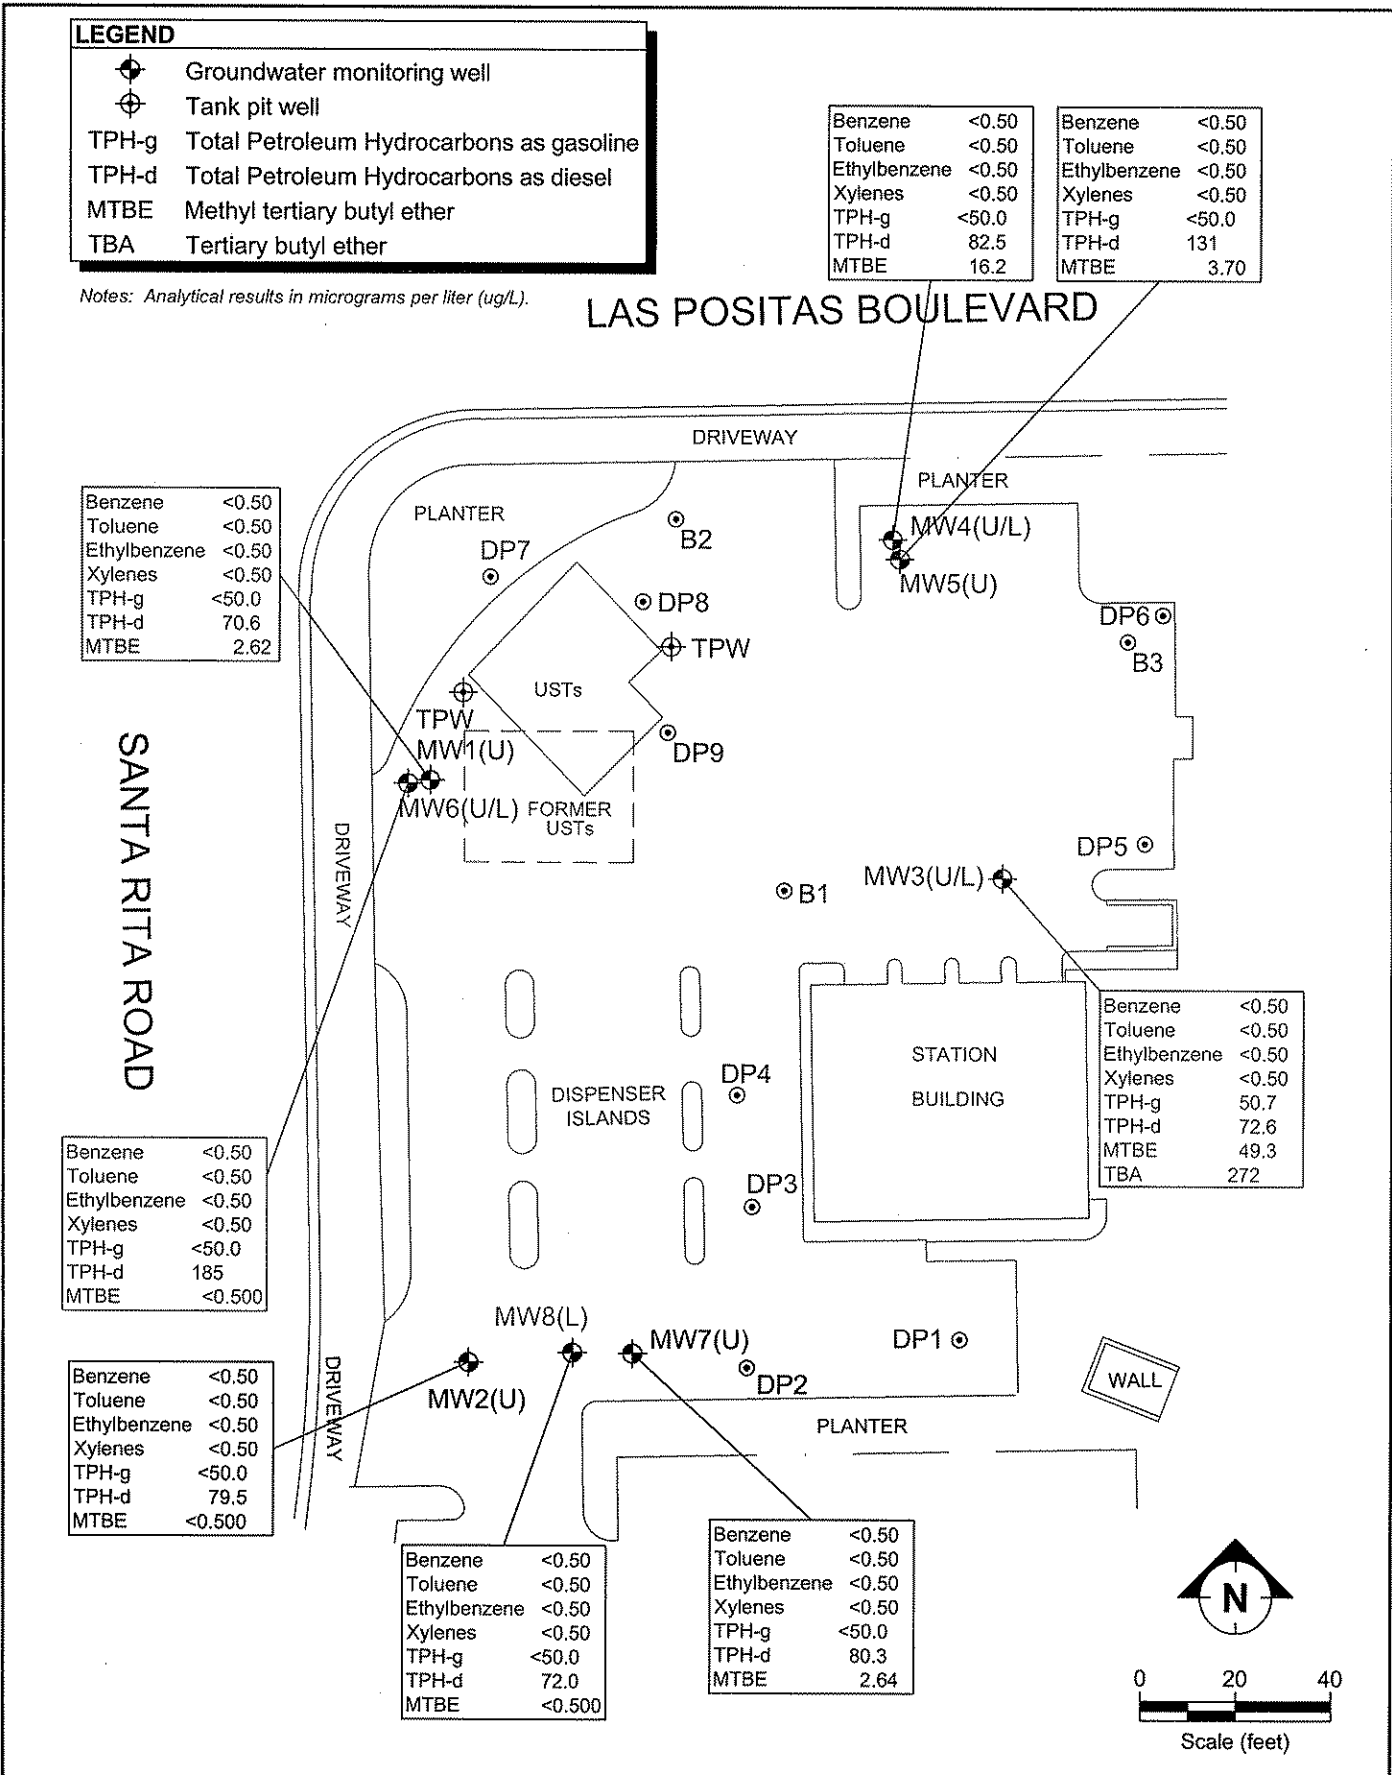 LEGEND
Groundwater monitoring well
Tank pit well
TPH-g Total Petroleum Hydrocarbons as gasoline
TPH-d Total Petroleum Hydrocarbons as diesel
MTBE Methyl tertiary butyl ether
TBA Tertiary butyl ether
Notes: Analytical results in micrograms per liter (ug/L).
Benzene <0.50
Toluene <0.50
Ethylbenzene <0.50
Xylenes <0.50
TPH-g <50.0
TPH-d 82.5
MTBE 16.2
Benzene <0.50
Toluene <0.50
Ethylbenzene <0.50
Xylenes <0.50
TPH-g <50.0
TPH-d 131
MTBE 3.70
LAS POSITAS BOULEVARD
DRIVEWAY
PLANTER
PLANTER
Benzene <0.50
Toluene <0.50
Ethylbenzene <0.50
Xylenes <0.50
TPH-g <50.0
TPH-d 70.6
MTBE 2.62
B2
MW4(U/L)
DP7
MW5(U)
DP8
DP6
TPW
B3
USTs
TPW
MW1(U)
DP9
MW6(U/L)
FORMER
USTs
SANTA RITA ROAD
DRIVEWAY
DP5
MW3(U/L)
B1
Benzene <0.50
Toluene <0.50
Ethylbenzene <0.50
Xylenes <0.50
TPH-g 50.7
TPH-d 72.6
MTBE 49.3
TBA 272
STATION
BUILDING
DP4
DISPENSER
ISLANDS
DP3
Benzene <0.50
Toluene <0.50
Ethylbenzene <0.50
Xylenes <0.50
TPH-g <50.0
TPH-d 185
MTBE <0.500
MW8(L)
MW7(U)
DP1
DP2
MW2(U)
DRIVEWAY
WALL
PLANTER
Benzene <0.50
Toluene <0.50
Ethylbenzene <0.50
Xylenes <0.50
TPH-g <50.0
TPH-d 79.5
MTBE <0.500
Benzene <0.50
Toluene <0.50
Ethylbenzene <0.50
Xylenes <0.50
TPH-g <50.0
TPH-d 72.0
MTBE <0.500
Benzene <0.50
Toluene <0.50
Ethylbenzene <0.50
Xylenes <0.50
TPH-g <50.0
TPH-d 80.3
MTBE 2.64
N
0 20 40
Scale (feet)